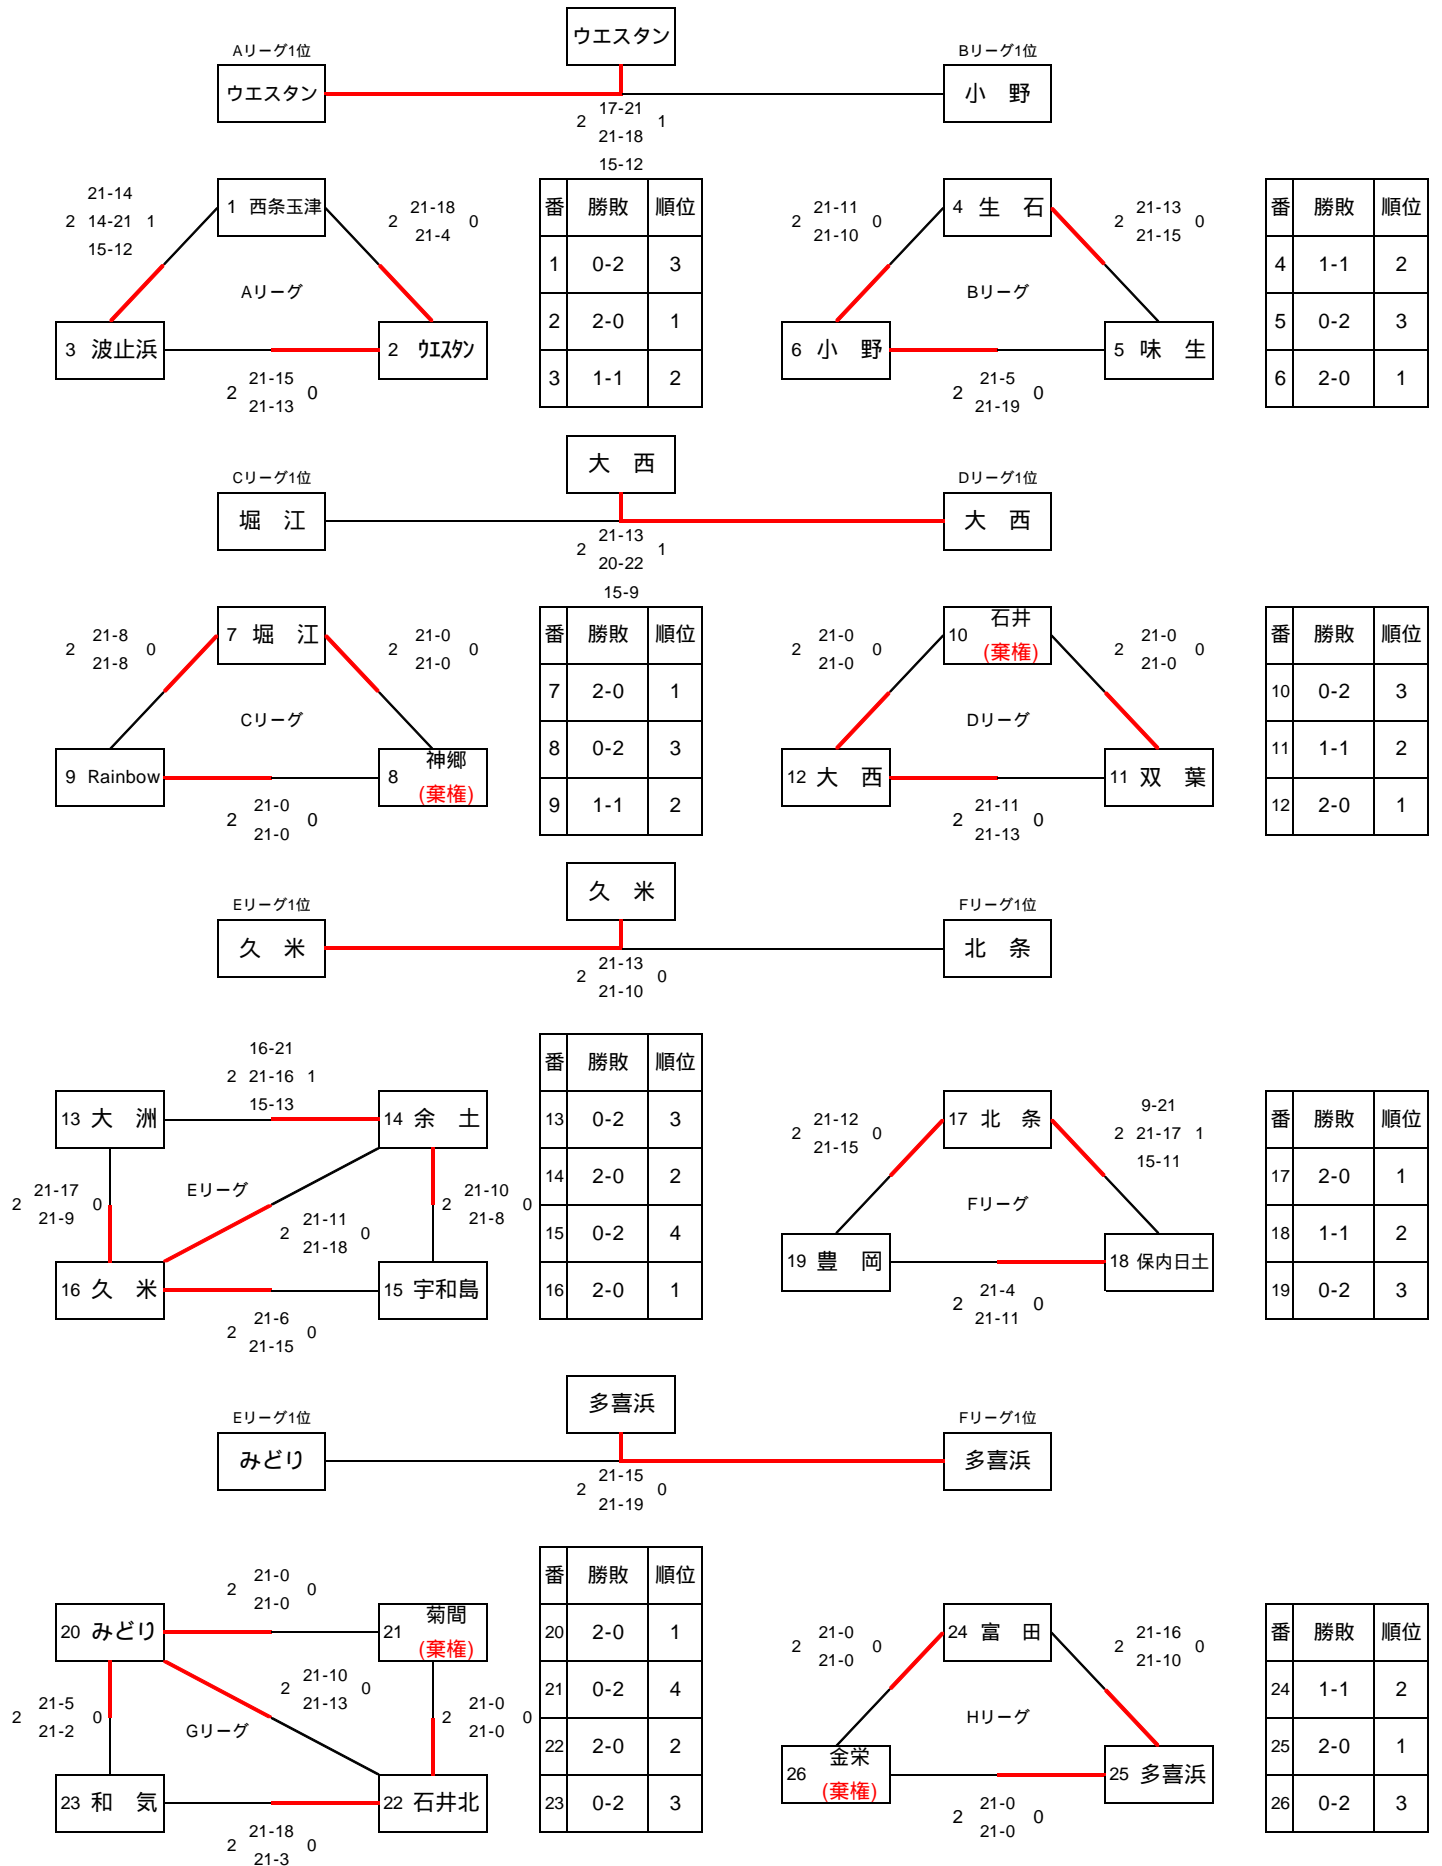 ウエスタン
Aリーグ1位
Bリーグ1位
ウエスタン
小 野
2 17-21 1
21-18
15-12
21-14
2 14-21 1
15-12
1 西条玉津
2 21-18 0
21-4
Aリーグ
3 波止浜
2 ウエスタン
2 21-15 0
21-13
番 勝敗 順位
1 0-2 3
2 2-0 1
3 1-1 2
2 21-11 0
21-10
4 生 石
2 21-13 0
21-15
Bリーグ
6 小 野
5 味 生
2 21-5 0
21-19
番 勝敗 順位
4 1-1 2
5 0-2 3
6 2-0 1
大 西
Cリーグ1位
Dリーグ1位
堀 江
大 西
2 21-13 1
20-22
15-9
2 21-8 0
21-8
7 堀 江
2 21-0 0
21-0
Cリーグ
9 Rainbow
8 神郷
(棄権)
2 21-0 0
21-0
番 勝敗 順位
7 2-0 1
8 0-2 3
9 1-1 2
2 21-0 0
21-0
10 石井
(棄権)
2 21-0 0
21-0
Dリーグ
12 大 西
11 双 葉
2 21-11 0
21-13
番 勝敗 順位
10 0-2 3
11 1-1 2
12 2-0 1
久 米
Eリーグ1位
Fリーグ1位
久 米
北 条
2 21-13 0
21-10
16-21
2 21-16 1
15-13
13 大 洲
14 余 土
2 21-17 0
21-9
Eリーグ
2 21-11 0
21-18
2 21-10 0
21-8
16 久 米
15 宇和島
2 21-6 0
21-15
番 勝敗 順位
13 0-2 3
14 2-0 2
15 0-2 4
16 2-0 1
2 21-12 0
21-15
17 北 条
9-21
2 21-17 1
15-11
Fリーグ
19 豊 岡
18 保内日土
2 21-4 0
21-11
番 勝敗 順位
17 2-0 1
18 1-1 2
19 0-2 3
多喜浜
Eリーグ1位
Fリーグ1位
みどり
多喜浜
2 21-15 0
21-19
2 21-0 0
21-0
20 みどり
21 菊間
(棄権)
2 21-5 0
21-2
2 21-10 0
21-13
Gリーグ
2 21-0 0
21-0
23 和 気
22 石井北
2 21-18 0
21-3
番 勝敗 順位
20 2-0 1
21 0-2 4
22 2-0 2
23 0-2 3
2 21-0 0
21-0
24 富 田
2 21-16 0
21-10
Hリーグ
26 金栄
(棄権)
25 多喜浜
2 21-0 0
21-0
番 勝敗 順位
24 1-1 2
25 2-0 1
26 0-2 3